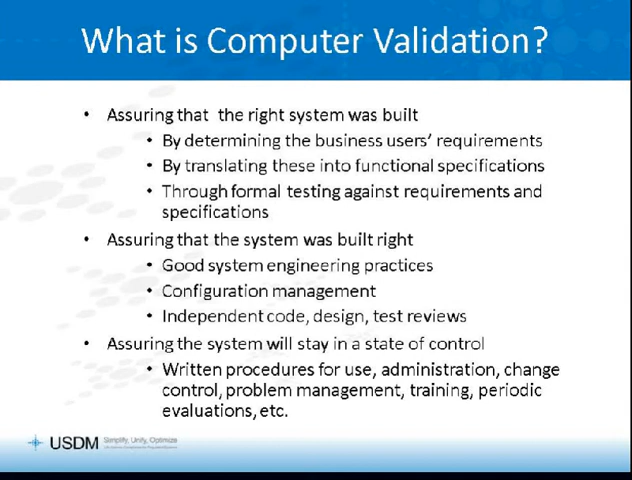 What is Computer Validation?
• Assuring that the right system was built
• By determining the business users' requirements
• By translating these into functional specifications
• Through formal testing against requirements and
specifications
• Assuring that the system was built right
• Good system engineering practices
• Configuration management
• Independent code, design, test reviews
• Assuring the system will stay in a state of control
• Written procedures for use, administration, change
control, problem management, training, periodic
evaluations, etc.
USDM Simplify, Unify, Optimize